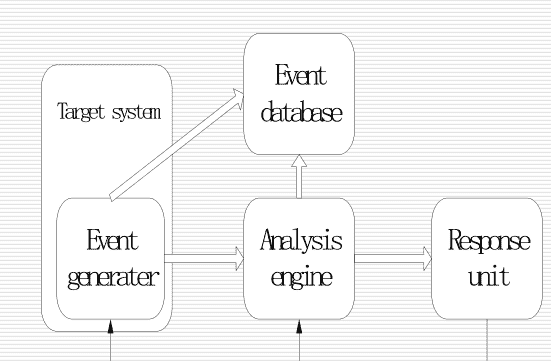 Event
database
Target system
Event
generater
Analysis
engine
Response
unit